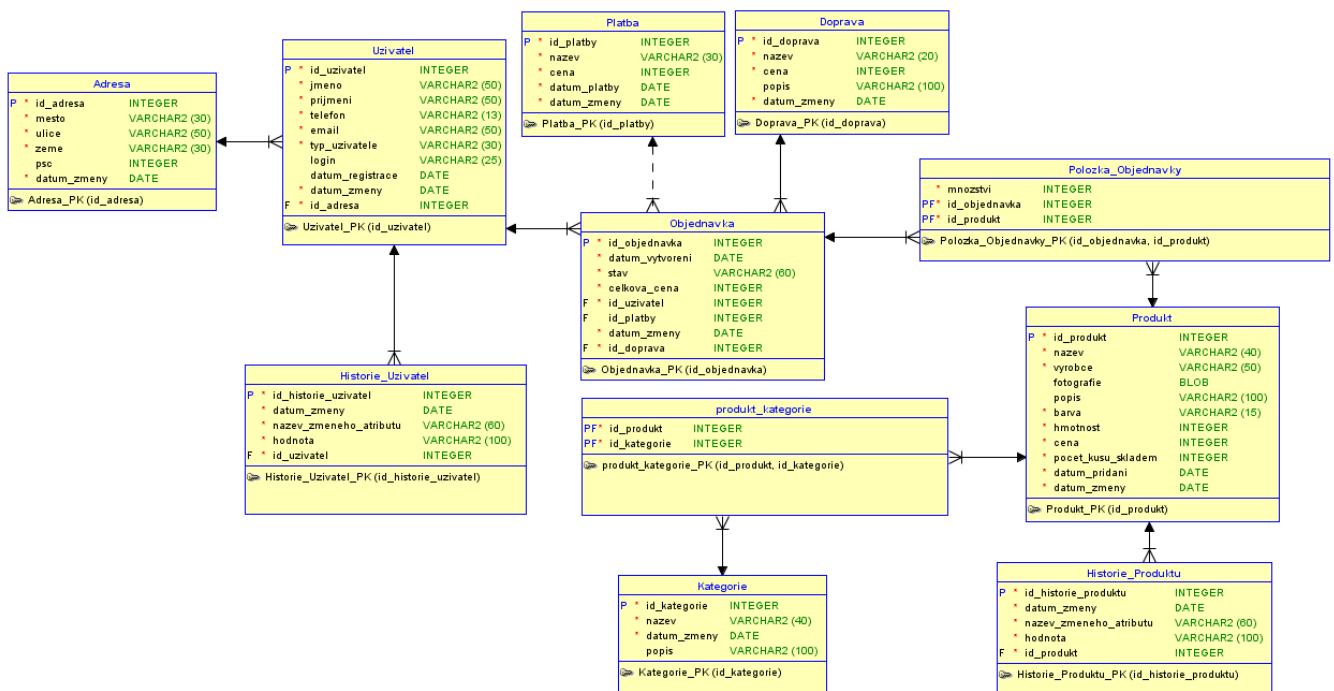 Adresa
P * id_adresa INTEGER
* mesto VARCHAR2 (30)
* ulice VARCHAR2 (50)
* zeme VARCHAR2 (30)
psc INTEGER
* datum_zmeny DATE
Adresa_PK (id_adresa)
Uzivatel
P * id_uzivatel INTEGER
* jmeno VARCHAR2 (50)
* prijmeni VARCHAR2 (50)
* telefon VARCHAR2 (13)
* email VARCHAR2 (50)
* typ_uzivatele VARCHAR2 (30)
login VARCHAR2 (25)
datum_registrace DATE
* datum_zmeny DATE
F * id_adresa INTEGER
Uzivatel_PK (id_uzivatel)
Platba
P * id_platby INTEGER
* nazev VARCHAR2 (30)
* cena INTEGER
* datum_platby DATE
* datum_zmeny DATE
Platba_PK (id_platby)
Doprava
P * id_doprava INTEGER
* nazev VARCHAR2 (20)
* cena INTEGER
popis VARCHAR2 (100)
* datum_zmeny DATE
Doprava_PK (id_doprava)
Polozka_Objednavky
* mnozstvi INTEGER
PF* id_objednavka INTEGER
PF* id_produkt INTEGER
Polozka_Objednavky_PK (id_objednavka, id_produkt)
Objednavka
P * id_objednavka INTEGER
* datum_vytvoreni DATE
* stav VARCHAR2 (60)
* celkova_cena INTEGER
F * id_uzivatel INTEGER
F id_platby INTEGER
* datum_zmeny DATE
F * id_doprava INTEGER
Objednavka_PK (id_objednavka)
Produkt
P * id_produkt INTEGER
* nazev VARCHAR2 (40)
* vyrobce VARCHAR2 (50)
fotografie BLOB
popis VARCHAR2 (100)
* barva VARCHAR2 (15)
* hmotnost INTEGER
* cena INTEGER
* pocet_kusu_skladem INTEGER
* datum_pridani DATE
* datum_zmeny DATE
Produkt_PK (id_produkt)
Historie_Uzivatel
P * id_historie_uzivatel INTEGER
* datum_zmeny DATE
* nazev_zmeneho_atributu VARCHAR2 (60)
* hodnota VARCHAR2 (100)
F * id_uzivatel INTEGER
Historie_Uzivatel_PK (id_historie_uzivatel)
produkt_kategorie
PF* id_produkt INTEGER
PF* id_kategorie INTEGER
produkt_kategorie_PK (id_produkt, id_kategorie)
Kategorie
P * id_kategorie INTEGER
* nazev VARCHAR2 (40)
* datum_zmeny DATE
popis VARCHAR2 (100)
Kategorie_PK (id_kategorie)
Historie_Produktu
P * id_historie_produktu INTEGER
* datum_zmeny DATE
* nazev_zmeneho_atributu VARCHAR2 (60)
* hodnota VARCHAR2 (100)
F * id_produkt INTEGER
Historie_Produktu_PK (id_historie_produktu)